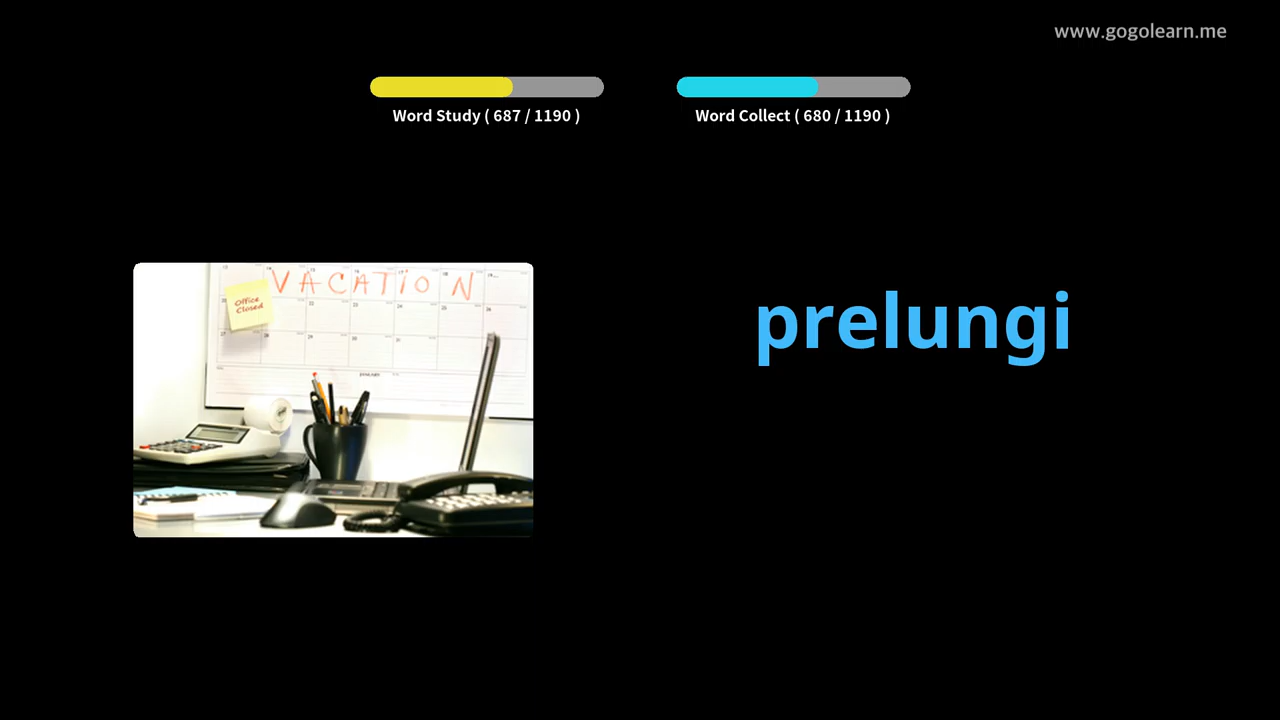 www.gogolearn.me
Word Study ( 687 / 1190 )
Word Collect ( 680 / 1190 )
VACATION
Office
Closed
prelungi